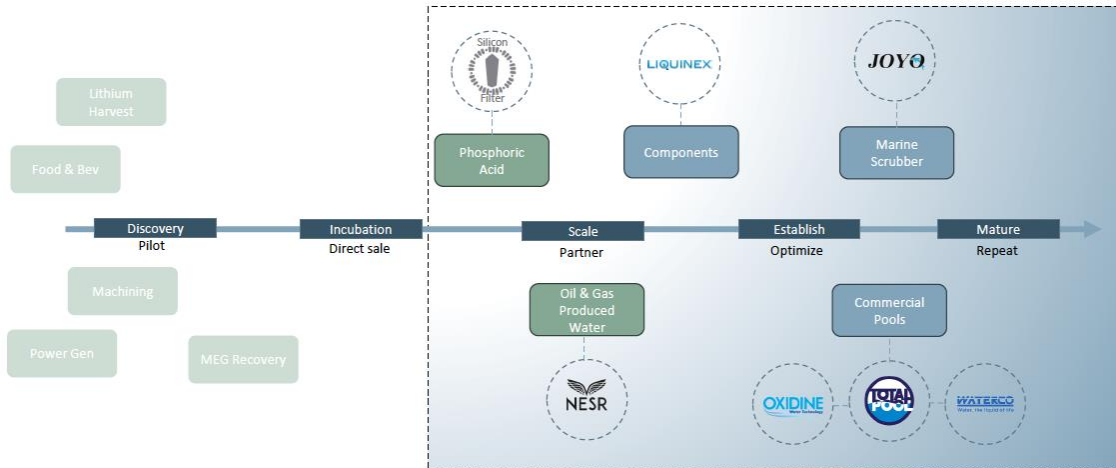 Silicon
Filter
LIQUINEX
JOYO
Lithium
Harvest
Phosphoric
Acid
Components
Marine
Scrubber
Food & Bev
Discovery
Incubation
Scale
Establish
Mature
Pilot
Direct sale
Partner
Optimize
Repeat
Machining
Oil & Gas
Produced
Water
Commercial
Pools
Power Gen
MEG Recovery
NESR
OXIDINE
Water Technology
TOTAL
POOL
WATERCO
Water, the liquid of life